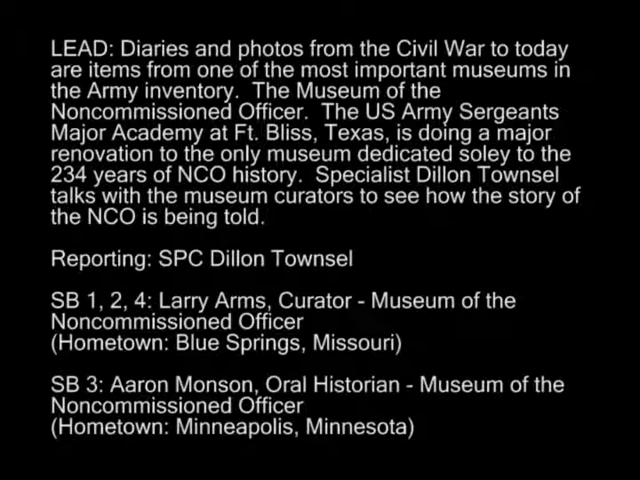 LEAD: Diaries and photos from the Civil War to today
are items from one of the most important museums in
the Army inventory.  The Museum of the
Noncommissioned Officer.  The US Army Sergeants
Major Academy at Ft. Bliss, Texas, is doing a major
renovation to the only museum dedicated soley to the
234 years of NCO history.  Specialist Dillon Townsel
talks with the museum curators to see how the story of
the NCO is being told.
Reporting: SPC Dillon Townsel
SB 1, 2, 4: Larry Arms, Curator - Museum of the
Noncommissioned Officer
(Hometown: Blue Springs, Missouri)
SB 3: Aaron Monson, Oral Historian - Museum of the
Noncommissioned Officer
(Hometown: Minneapolis, Minnesota)